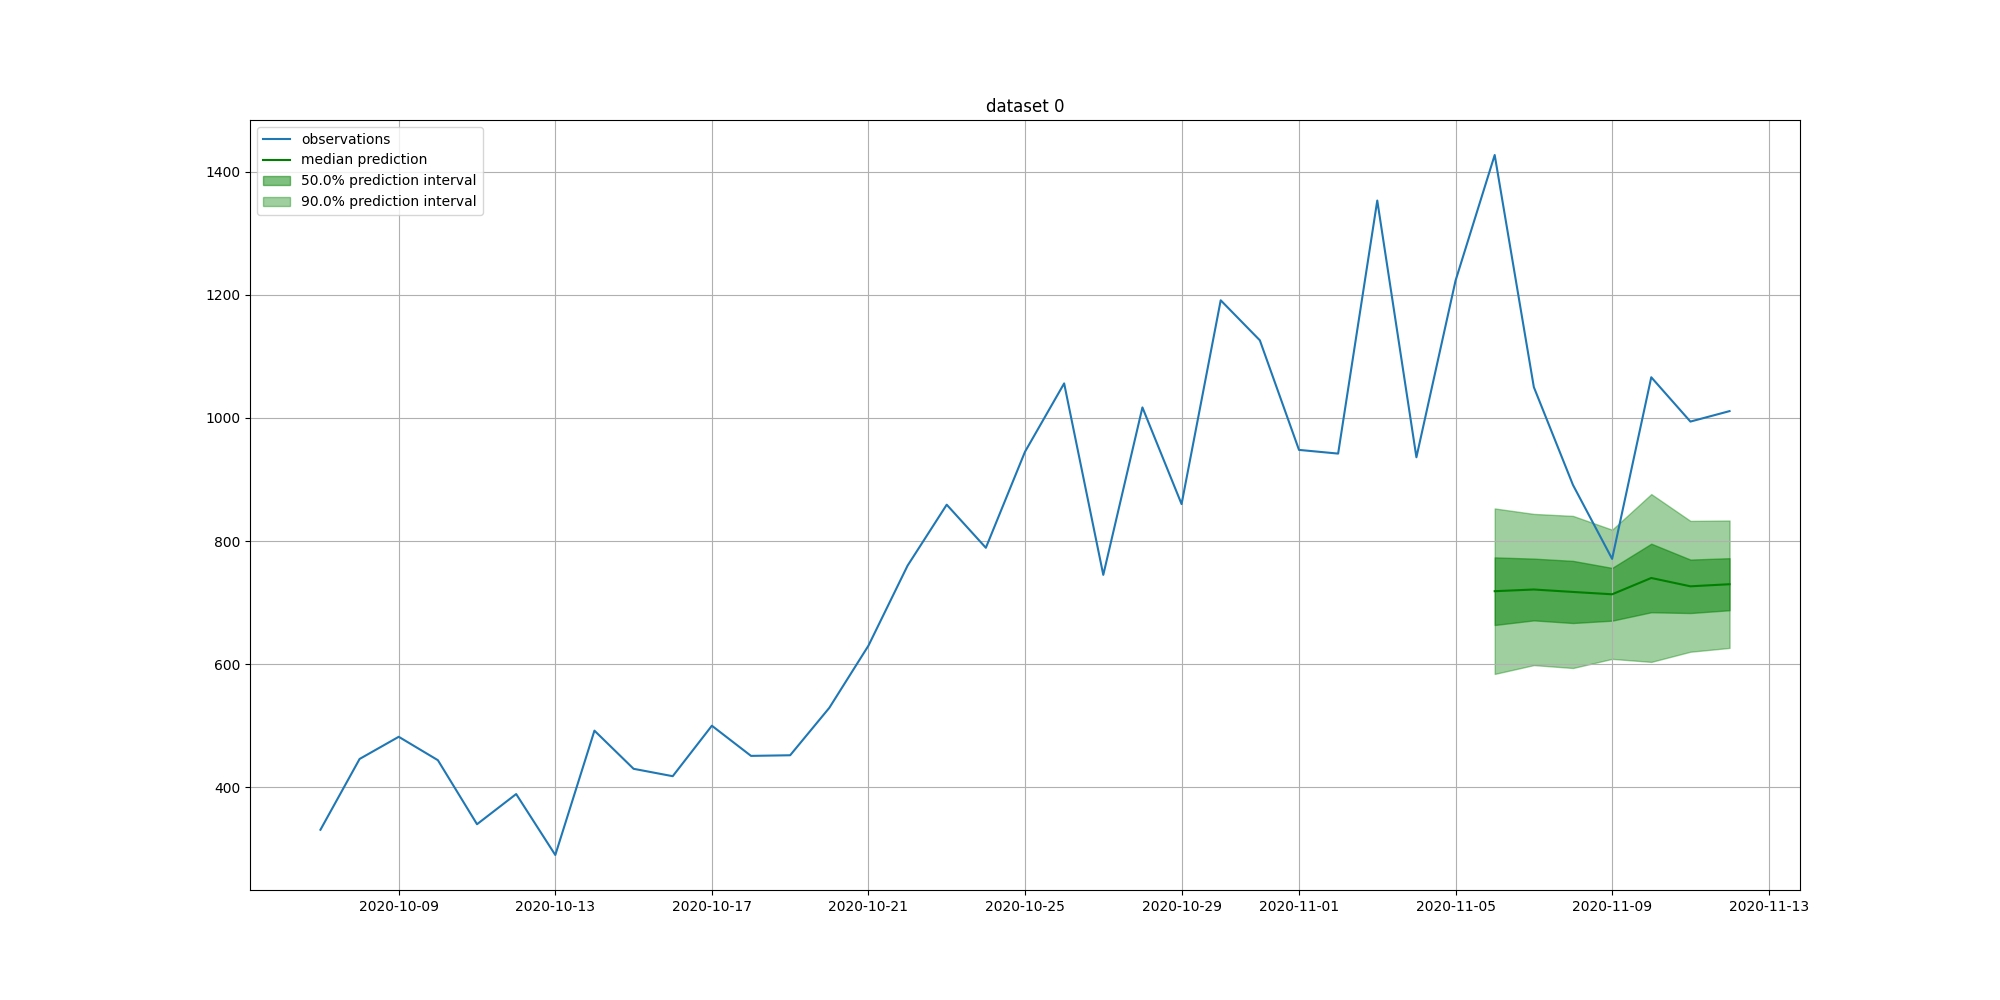 dataset 0
observations
median prediction
50.0% prediction interval
90.0% prediction interval
1400
1200
1000
800
600
400
2020-10-09 2020-10-13 2020-10-17 2020-10-21 2020-10-25 2020-10-29 2020-11-01 2020-11-05 2020-11-09 2020-11-13